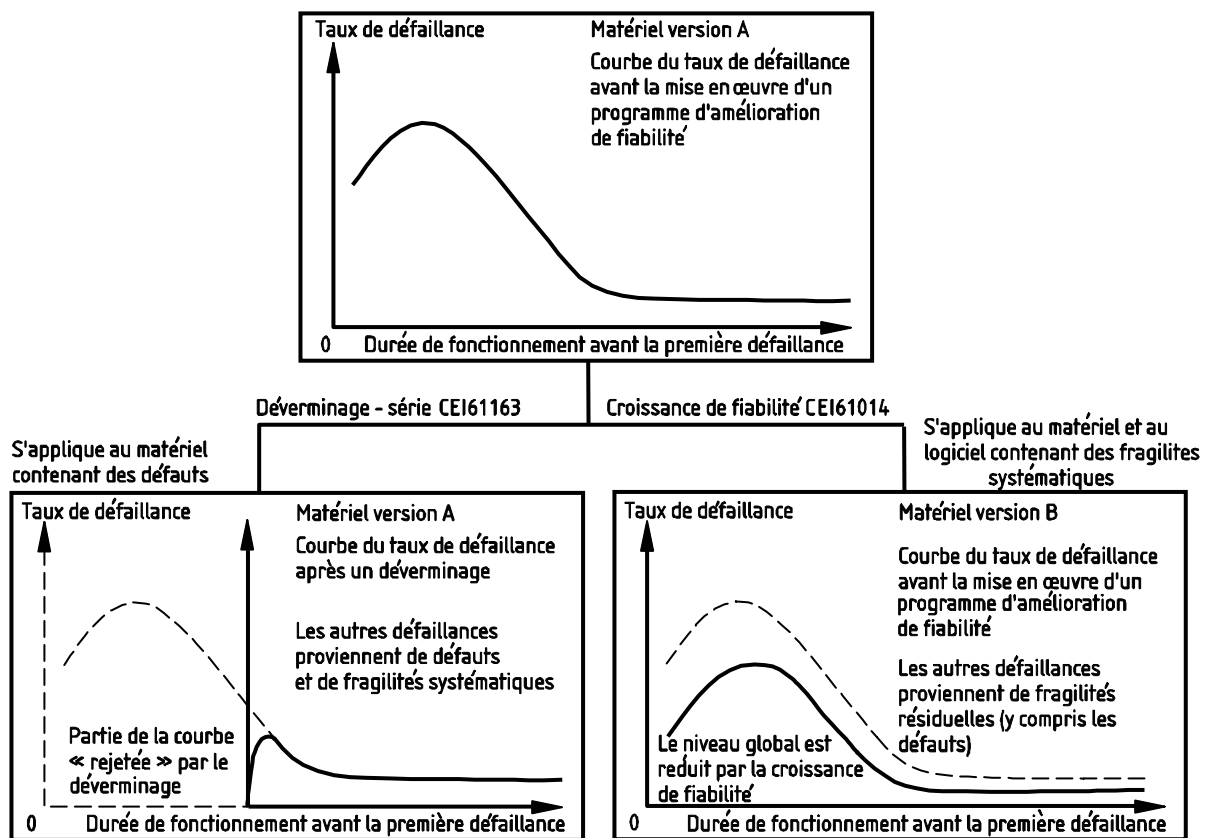 Taux de défaillance
Matériel version A
Courbe du taux de défaillance
avant la mise en œuvre d'un
programme d'amélioration
de fiabilité
0
Durée de fonctionnement avant la première défaillance
Déverminage - série CEI61163
Croissance de fiabilité CEI61014
S'applique au matériel
contenant des défauts
S'applique au matériel et au
logiciel contenant des fragilites
systématiques
Taux de défaillance
Matériel version A
Courbe du taux de défaillance
après un déverminage
Les autres défaillances
proviennent de défauts
et de fragilités systématiques
Partie de la courbe
« rejetée » par le
déverminage
0
Durée de fonctionnement avant la première défaillance
Taux de défaillance
Matériel version B
Courbe du taux de défaillance
avant la mise en œuvre d'un
programme d'amélioration
de fiabilité
Les autres défaillances
proviennent de fragilités
résiduelles (y compris les
défauts)
Le niveau global est
réduit par la croissance
de fiabilité
0
Durée de fonctionnement avant la première défaillance